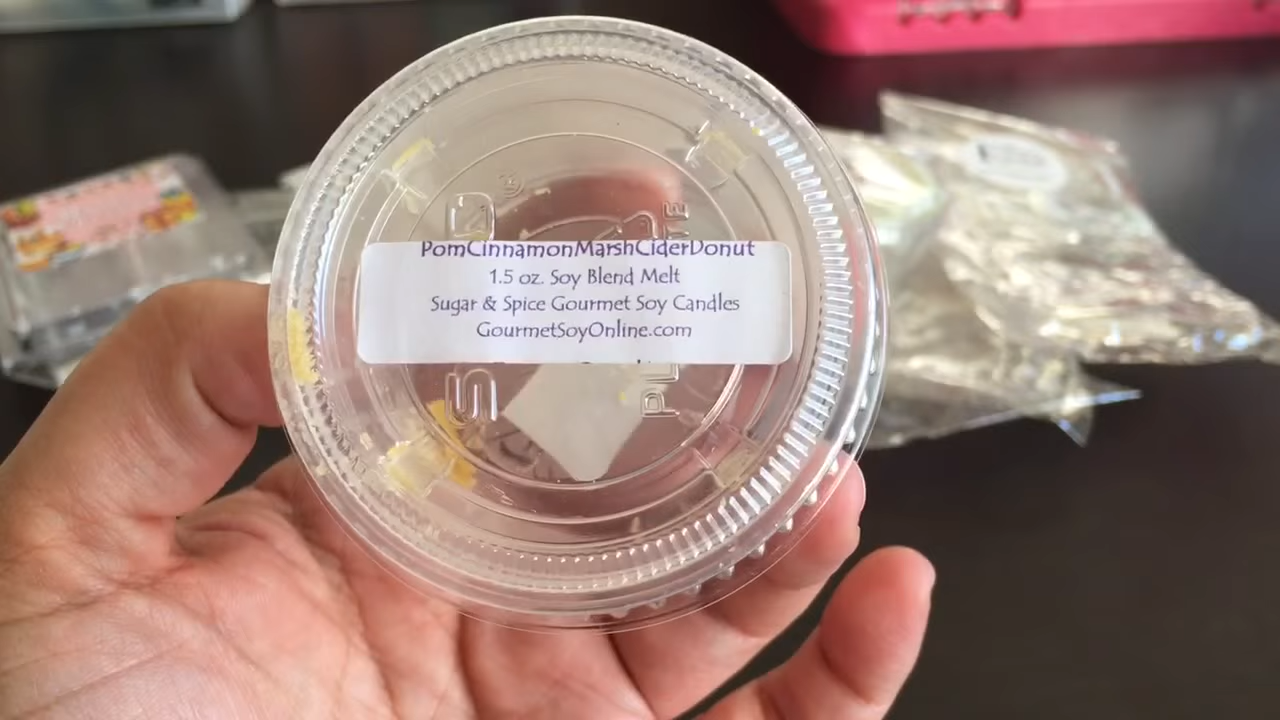 PomCinnamonMarshCiderDonut
1.5 oz. Soy Blend Melt
Sugar & Spice Gourmet Soy Candles
GourmetSoyOnline.com